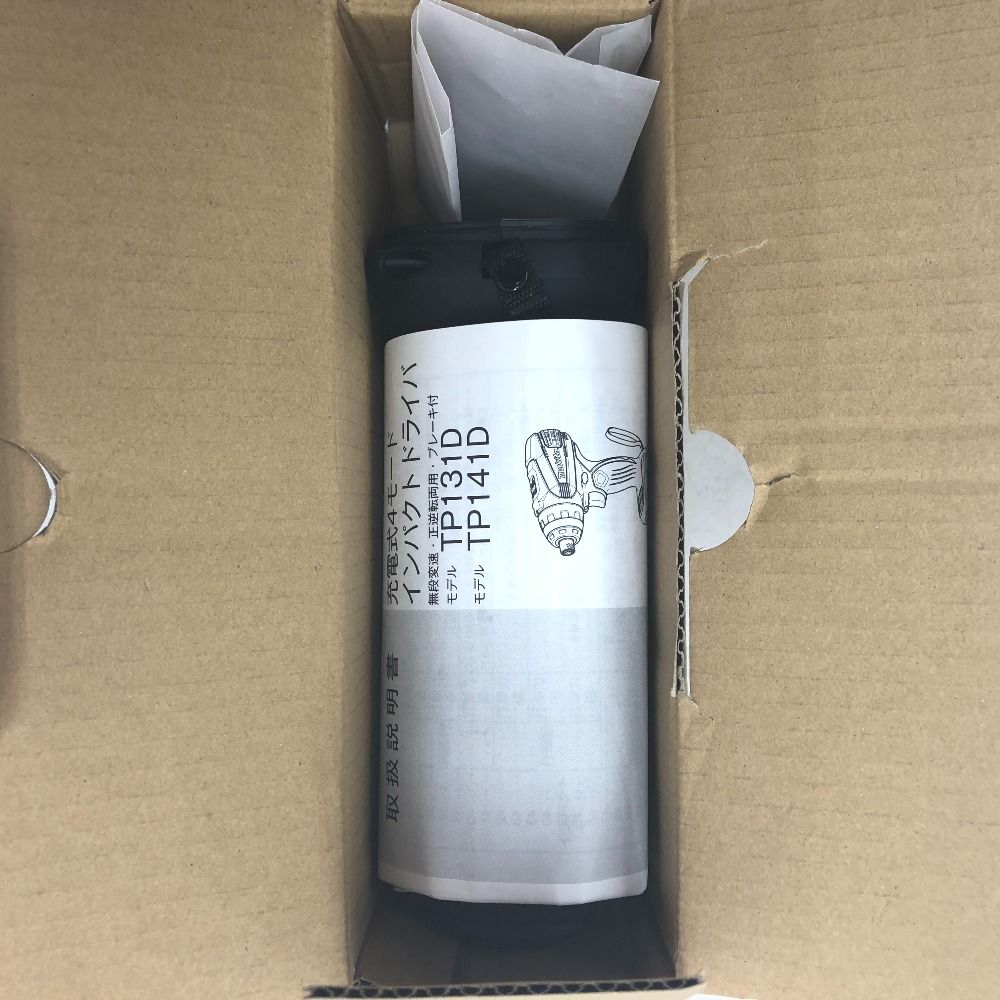 取扱説明書
充電式4モード
インパクトドライバ
無段変速・正逆転両用・ブレーキ付
モデル TP131D
モデル TP141D